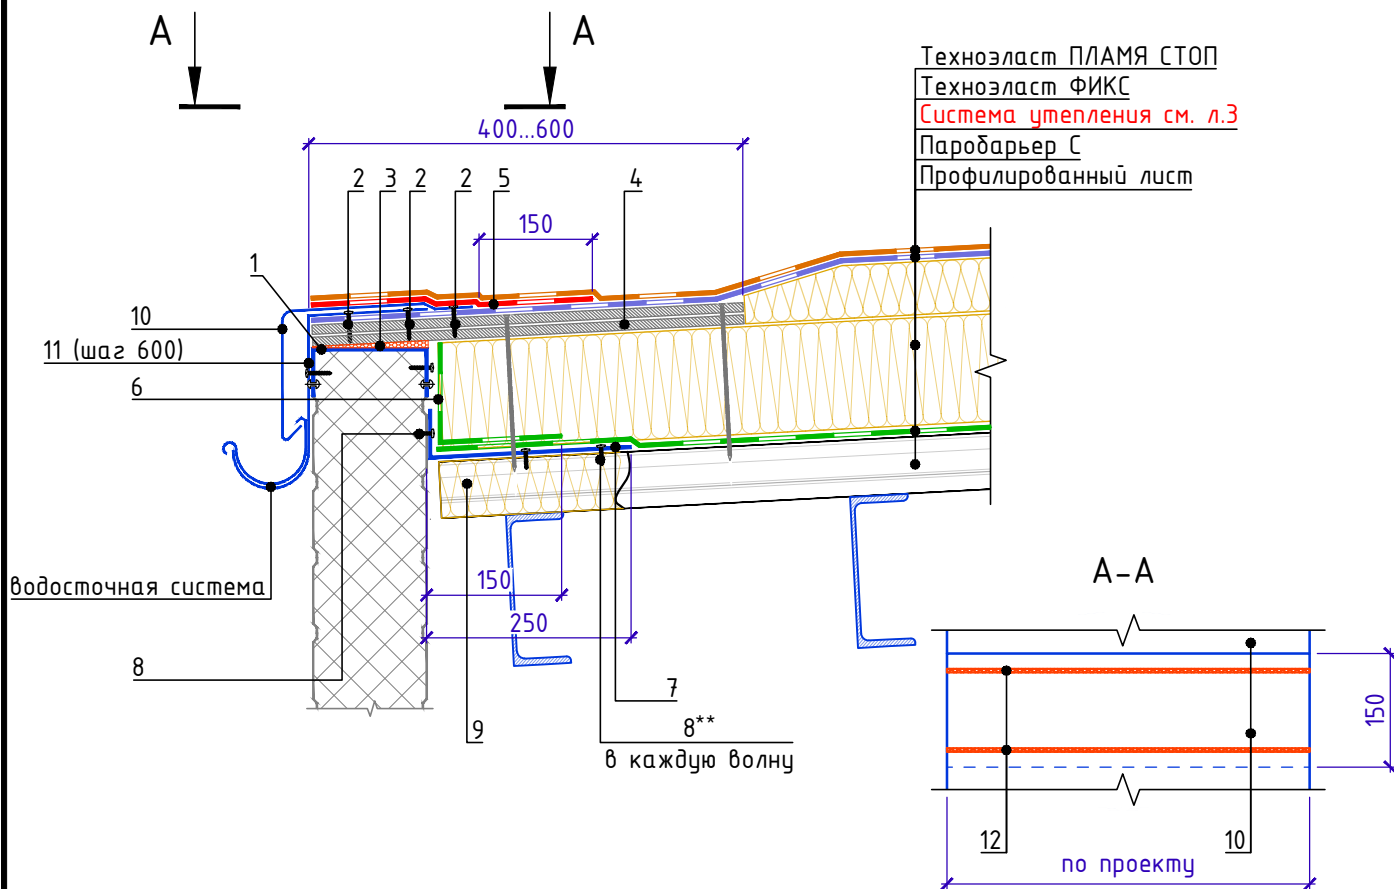 А
А
Техноэласт ПЛАМЯ СТОП
Техноэласт ФИКС
Система утепления см. л.3
Паробарьер С
Профилированный лист
400...600
2
3
2
2
5
4
150
1
10
11 (шаг 600)
6
водосточная система
150
250
8
7
9
8**
в каждую волну
А-А
150
12
10
по проекту